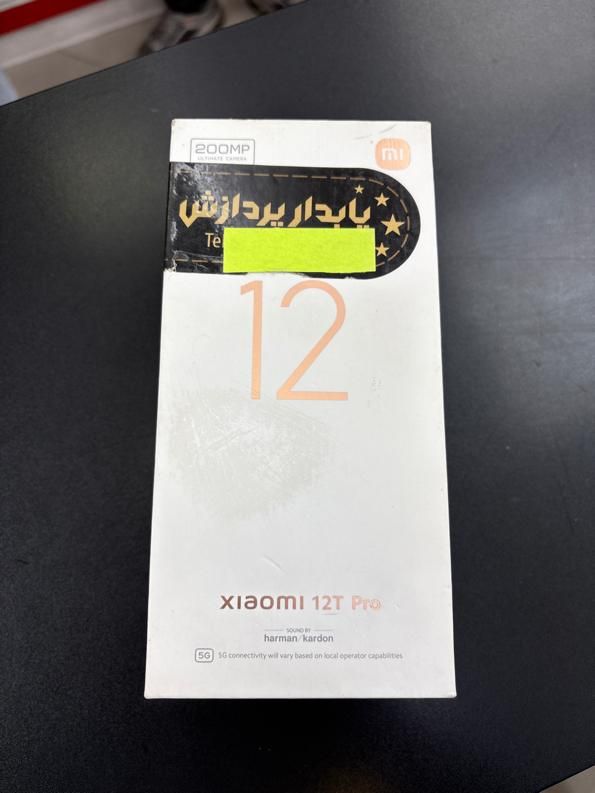 200MP
ULTIMATE CAMERA
mi
پایدار پردازش
Te
12
XIAOMI 12T Pro
SOUND BY
harman/kardon
5G 5G connectivity will vary based on local operator capabilities